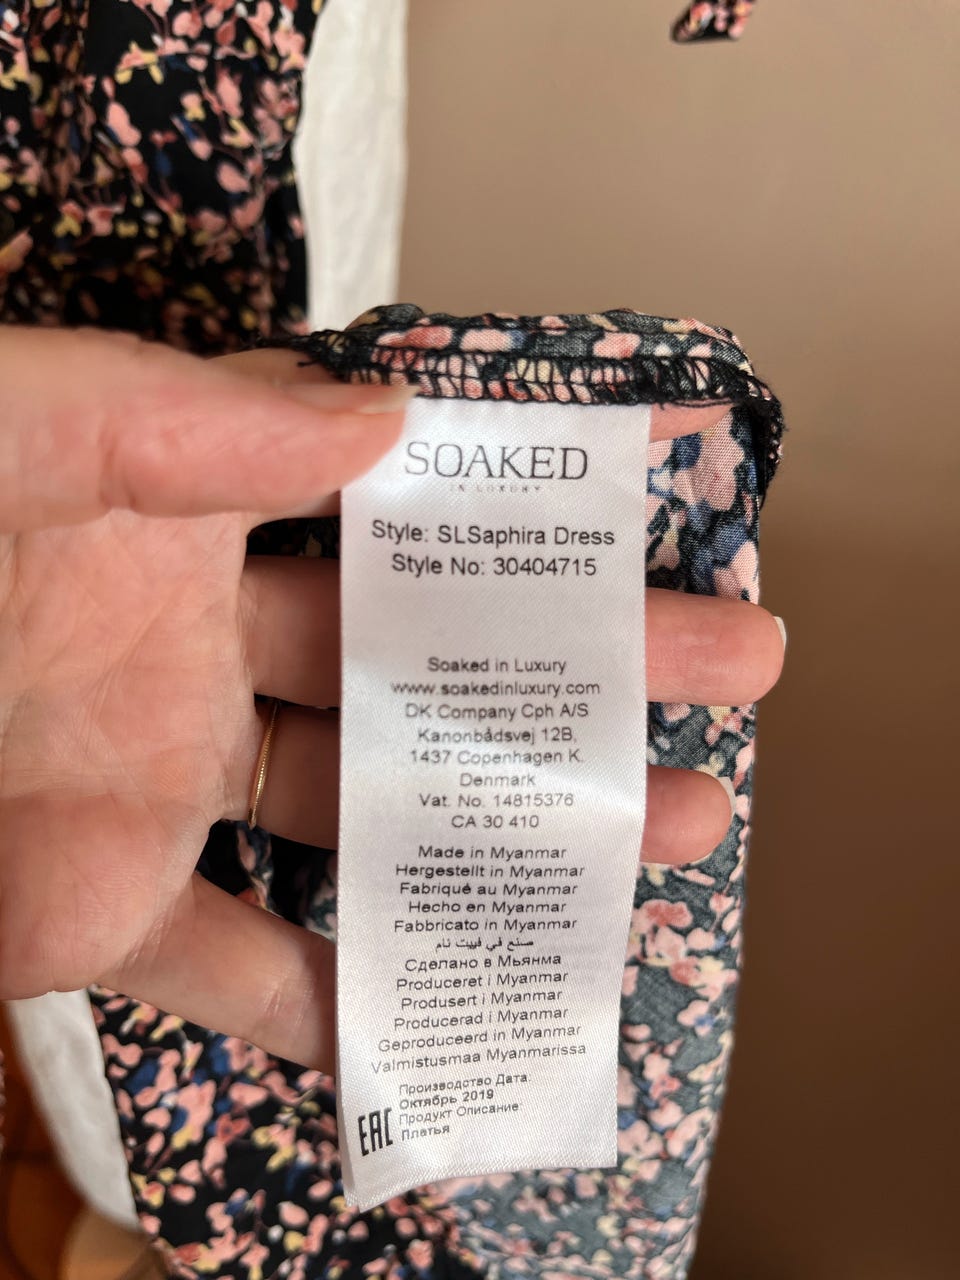 SOAKED
IN LUXURY
Style: SLSaphira Dress
Style No: 30404715
Soaked in Luxury
www.soakedinluxury.com
DK Company Cph A/S
Kanonbådsvej 12B,
1437 Copenhagen K.
Denmark
Vat. No. 14815376
CA 30 410
Made in Myanmar
Hergestellt in Myanmar
Fabriqué au Myanmar
Hecho en Myanmar
Fabbricato in Myanmar
صنع في فييت نام
Сделано в Мьянма
Produceret i Myanmar
Produsert i Myanmar
Producerad i Myanmar
Geproduceerd in Myanmar
Valmistusmaa Myanmarissa
Производство Дата:
Октябрь 2019
Продукт Описание:
Платья
EAC